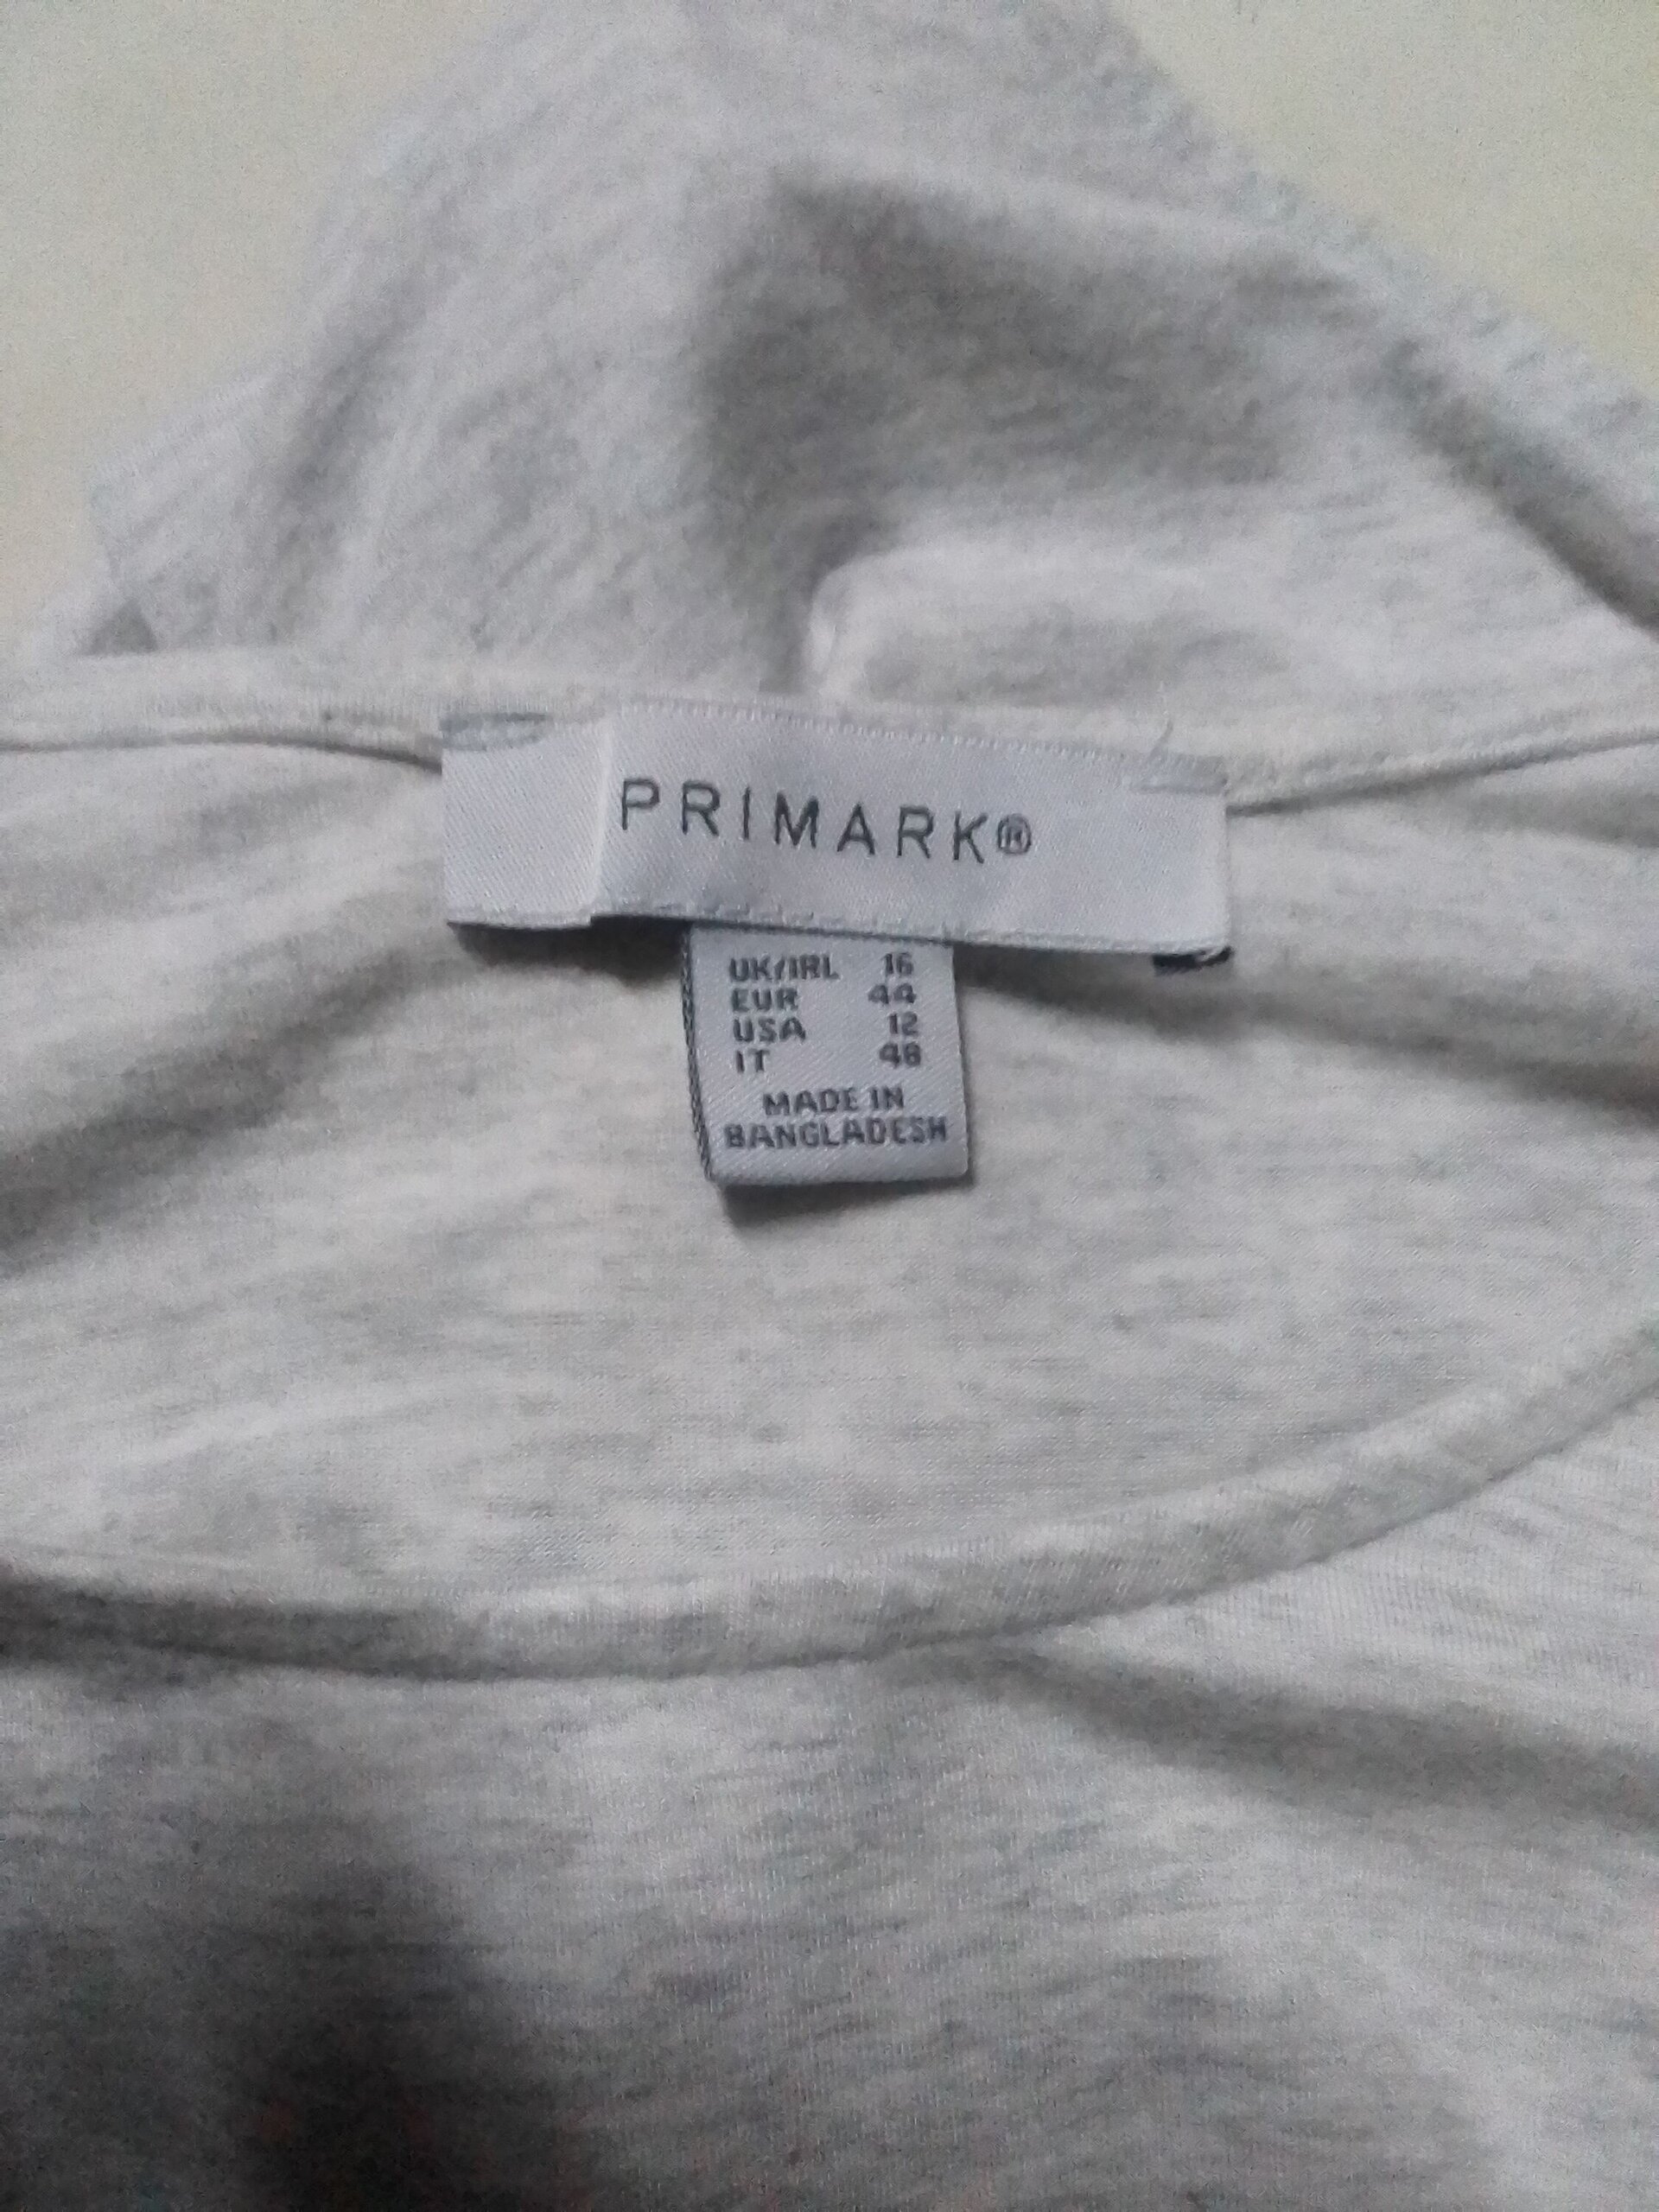 PRIMARK®
UK/IRL 16
EUR 44
USA 12
IT 48
MADE IN
BANGLADESH